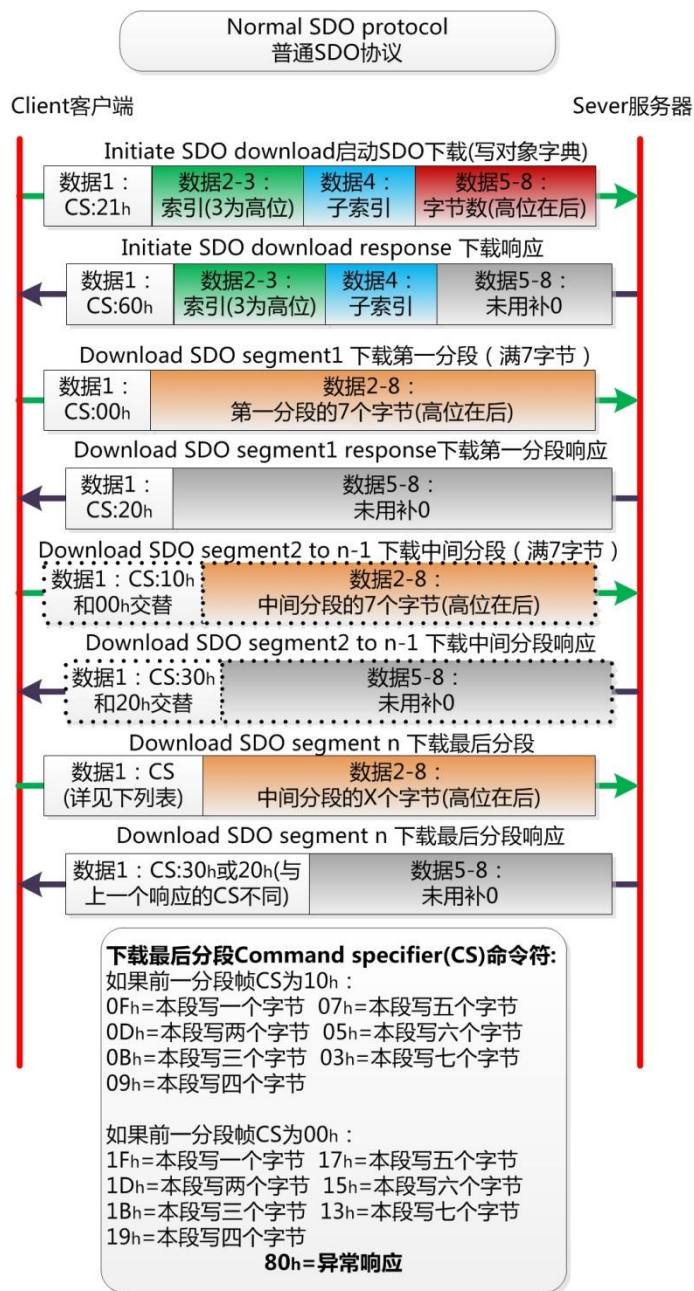 Normal SDO protocol
普通SDO协议
Client客户端
Sever服务器
Initiate SDO download启动SDO下载(写对象字典)
数据1：
CS:21h
数据2-3：
索引(3为高位)
数据4：
子索引
数据5-8：
字节数(高位在后)
Initiate SDO download response 下载响应
数据1：
CS:60h
数据2-3：
索引(3为高位)
数据4：
子索引
数据5-8：
未用补0
Download SDO segment1 下载第一分段（满7字节）
数据1：
CS:00h
数据2-8：
第一分段的7个字节(高位在后)
Download SDO segment1 response下载第一分段响应
数据1：
CS:20h
数据5-8：
未用补0
Download SDO segment2 to n-1 下载中间分段（满7字节）
数据1：CS:10h
和00h交替
数据2-8：
中间分段的7个字节(高位在后)
Download SDO segment2 to n-1 下载中间分段响应
数据1：CS:30h
和20h交替
数据5-8：
未用补0
Download SDO segment n 下载最后分段
数据1：CS
(详见下列表)
数据2-8：
中间分段的X个字节(高位在后)
Download SDO segment n 下载最后分段响应
数据1：CS:30h或20h(与
上一个响应的CS不同)
数据5-8：
未用补0
下载最后分段Command specifier(CS)命令符:
如果前一分段帧CS为10h：
0Fh=本段写一个字节 07h=本段写五个字节
0Dh=本段写两个字节 05h=本段写六个字节
0Bh=本段写三个字节 03h=本段写七个字节
09h=本段写四个字节
如果前一分段帧CS为00h：
1Fh=本段写一个字节 17h=本段写五个字节
1Dh=本段写两个字节 15h=本段写六个字节
1Bh=本段写三个字节 13h=本段写七个字节
19h=本段写四个字节
80h=异常响应